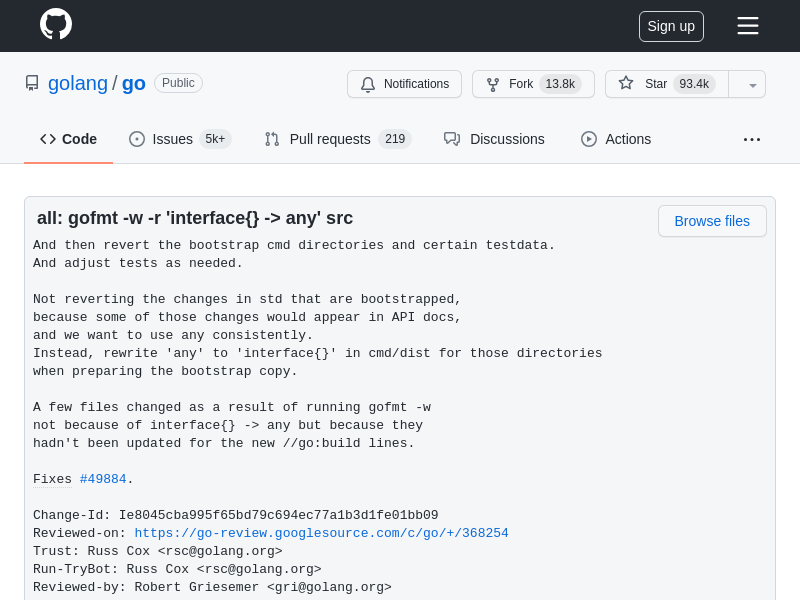 Sign up
golang / go Public
Notifications Fork 13.8k Star 93.4k
Code Issues 5k+ Pull requests 219 Discussions Actions
all: gofmt -w -r 'interface{} -> any' src
Browse files
And then revert the bootstrap cmd directories and certain testdata.
And adjust tests as needed.
Not reverting the changes in std that are bootstrapped,
because some of those changes would appear in API docs,
and we want to use any consistently.
Instead, rewrite 'any' to 'interface{}' in cmd/dist for those directories
when preparing the bootstrap copy.
A few files changed as a result of running gofmt -w
not because of interface{} -> any but because they
hadn't been updated for the new //go:build lines.
Fixes #49884.
Change-Id: Ie8045cba995f65bd79c694ec77a1b3d1fe01bb09
Reviewed-on: https://go-review.googlesource.com/c/go/+/368254
Trust: Russ Cox <rsc@golang.org>
Run-TryBot: Russ Cox <rsc@golang.org>
Reviewed-by: Robert Griesemer <gri@golang.org>